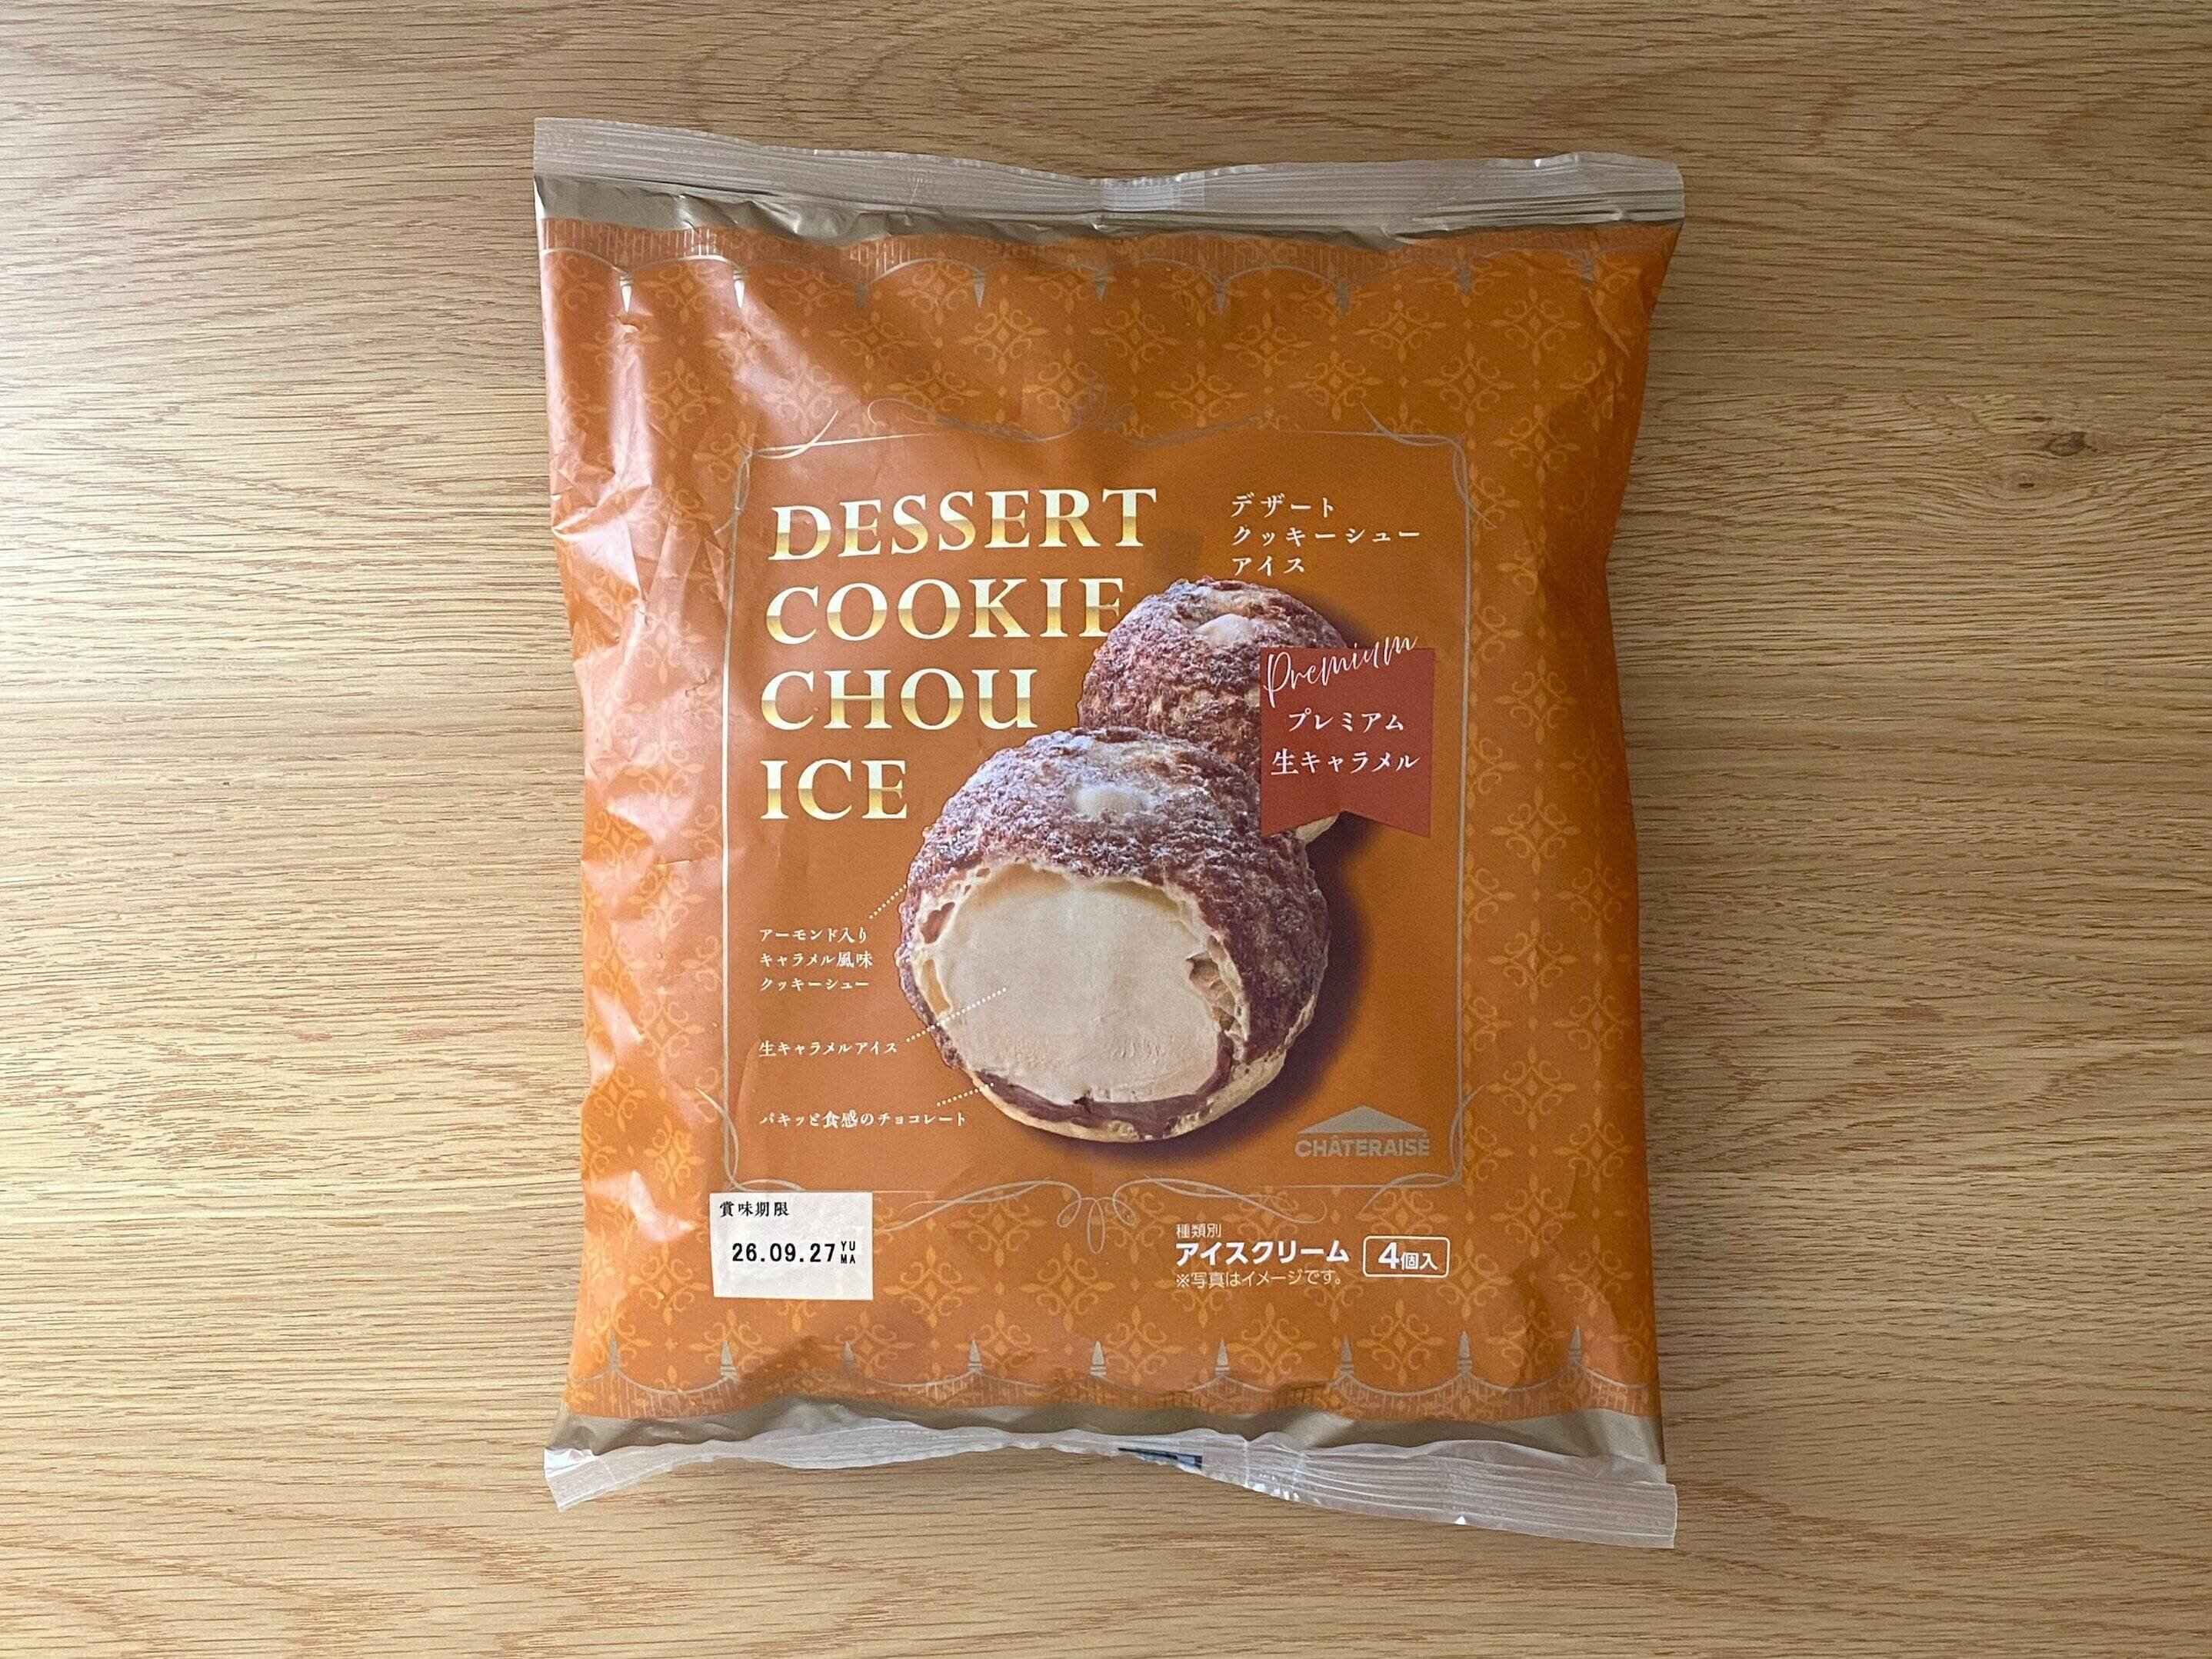 DESSERT
COOKIE
CHOU
ICE
デザート
クッキーシュー
アイス
Premium
プレミアム
生キャラメル
アーモンド入り
キャラメル風味
クッキーシュー
生キャラメルアイス
パキッと食感のチョコレート
CHÂTERAISÉ
賞味期限
26.09.27 YU MA
種類別
アイスクリーム 4個入
※写真はイメージです。